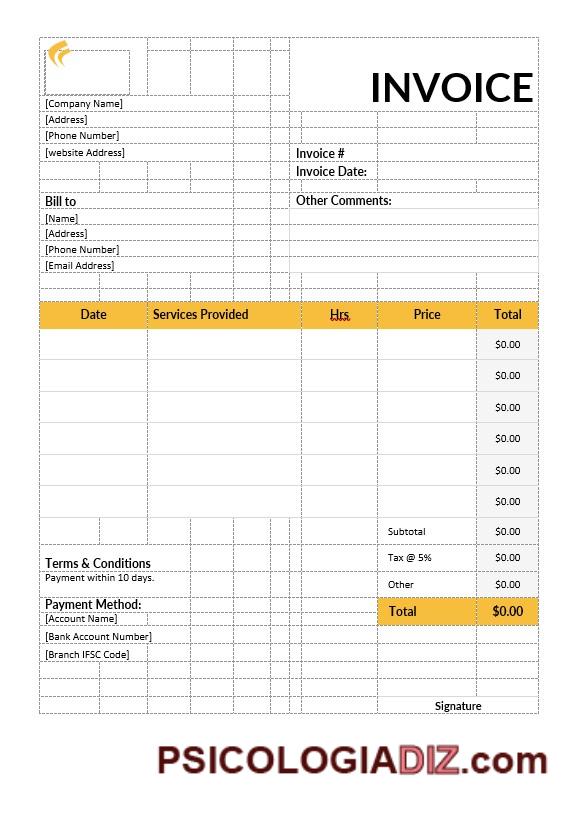 INVOICE
[Company Name]
[Address]
[Phone Number]
[website Address]
Invoice #
Invoice Date:
Bill to
Other Comments:
[Name]
[Address]
[Phone Number]
[Email Address]
Date Services Provided Hrs Price Total
$0.00
$0.00
$0.00
$0.00
$0.00
$0.00
Subtotal $0.00
Tax @ 5% $0.00
Terms & Conditions
Payment within 10 days.
Other $0.00
Payment Method:
Total $0.00
[Account Name]
[Bank Account Number]
[Branch IFSC Code]
Signature
PSICOLOGIADIZ.com